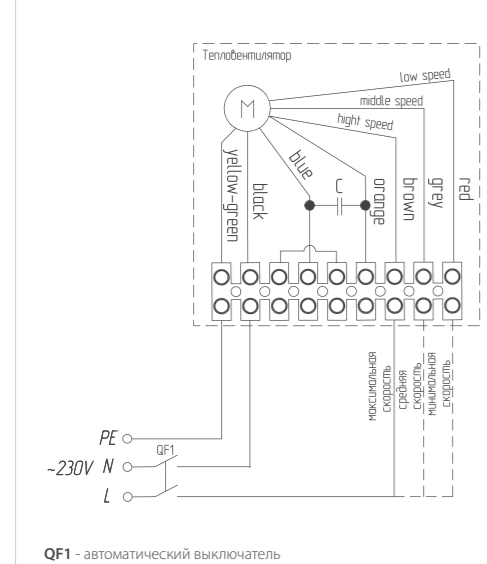 Тепловентилятор
low speed
middle speed
hight speed
M
yellow-green
black
blue
C
orange
brown
grey
red
максимальная
скорость
средняя
скорость
минимальная
скорость
PE
QF1
~230V N
L
QF1 - автоматический выключатель